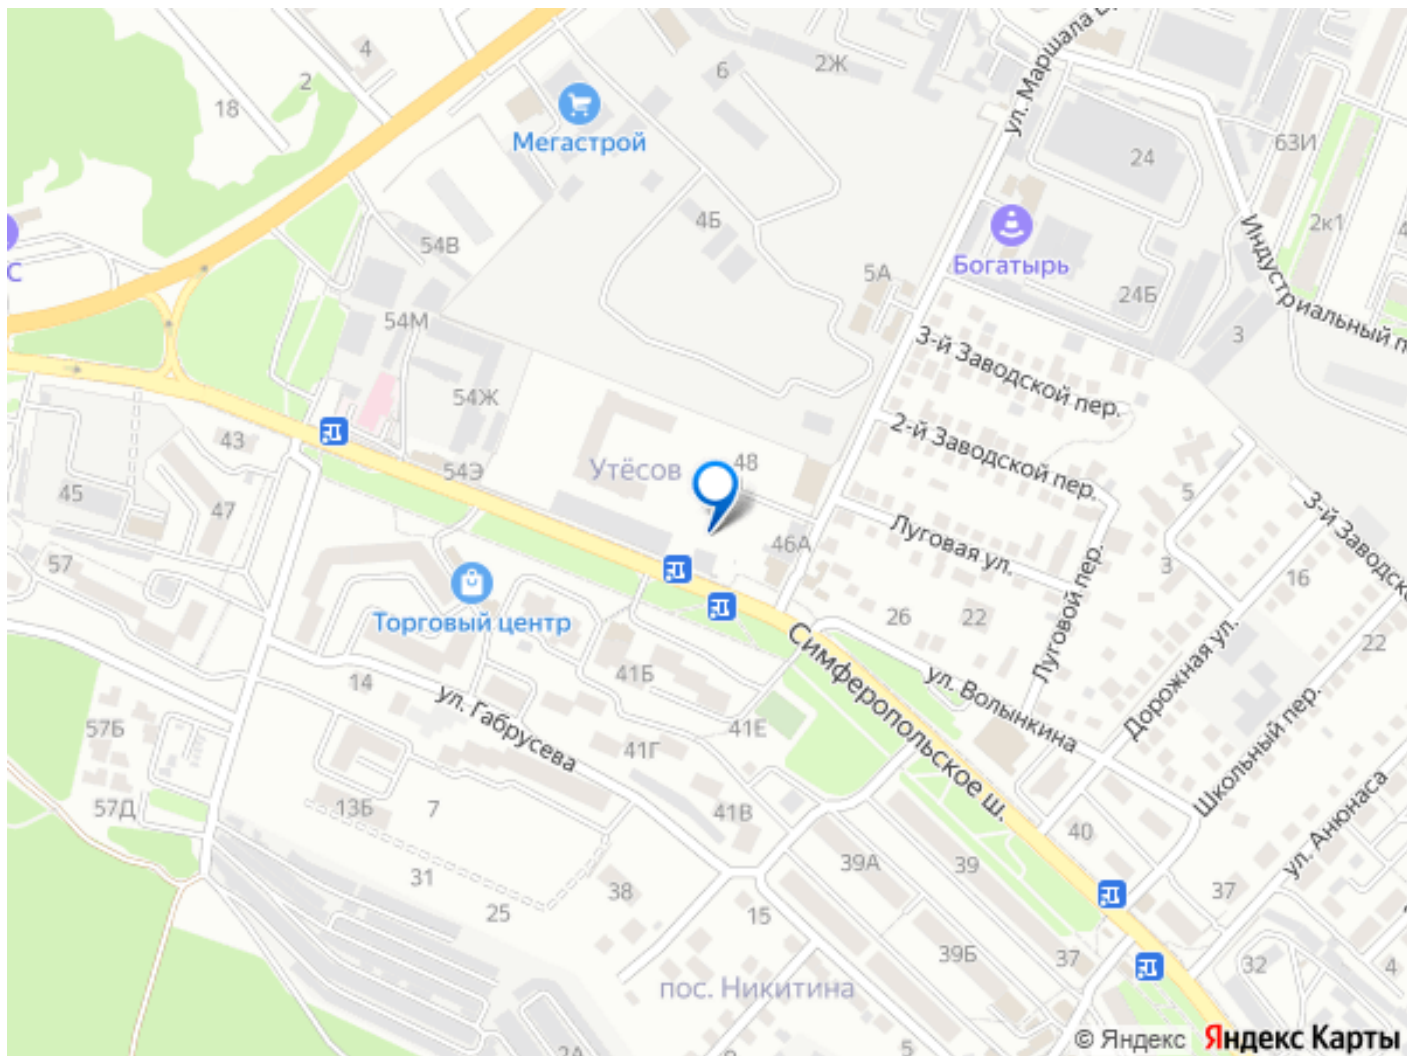 ул. Маршала
4
2
18
6
2Ж
Мегастрой
24
63И
4Б
2к1
54В
5А
Богатырь
С
24Б
Индустриальный п
54М
3
3-й Заводской пер.
54Ж
43
2-й Заводской пер.
54Э
Утёсов
48
45
47
5
3-й Заводско
Луговая ул.
46А
57
3
16
Луговой пер.
Торговый центр
26
22
Симферопольское ш.
22
41Б
14
ул. Габрусева
ул. Волынкина
Дорожная ул.
57Б
41Е
41Г
Школьный пер.
57Д
13Б
7
41В
ул. Анюнаса
40
39А
39
31
38
37
25
15
39Б
37
32
4
пос. Никитина
5
2А
© Яндекс
Яндекс Карты